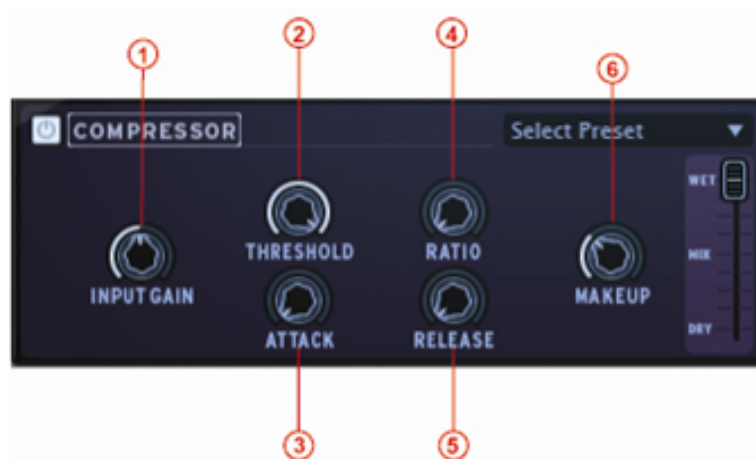 2 4
1 6
COMPRESSOR Select Preset
WET
THRESHOLD RATIO MIX
INPUT GAIN MAKEUP
DRY
ATTACK RELEASE
3 5